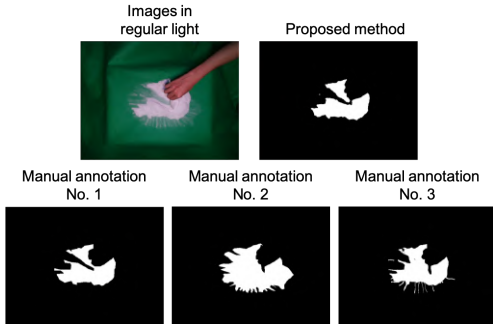 Images in
regular light
Proposed method
Manual annotation
No. 1
Manual annotation
No. 2
Manual annotation
No. 3